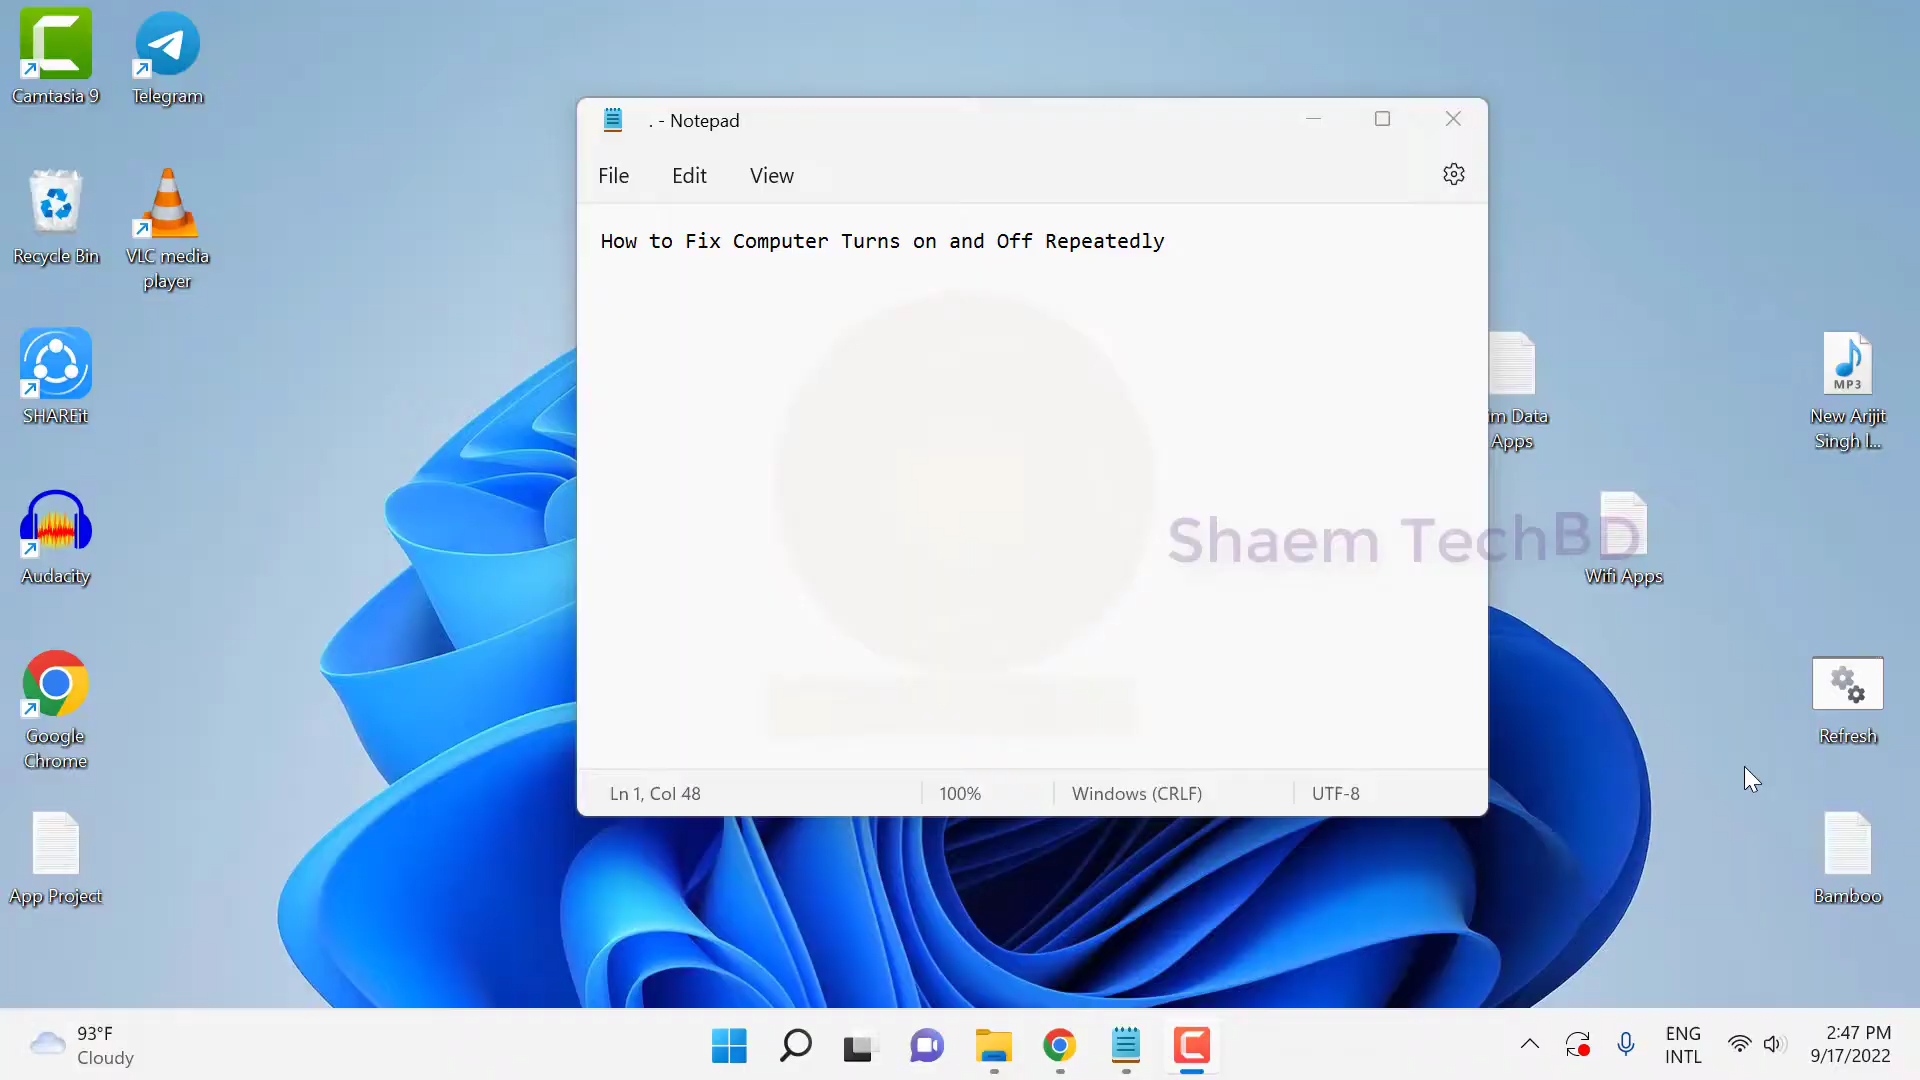 Camtasia 9
Telegram
Recycle Bin
VLC media
player
SHAREit
Audacity
Google
Chrome
App Project
. - Notepad
File Edit View
How to Fix Computer Turns on and Off Repeatedly
Ln 1, Col 48
100%
Windows (CRLF)
UTF-8
Shaem TechBD
im Data
Apps
Wifi Apps
MP3
New Arijit
Singh I...
Refresh
Bamboo
93°F
Cloudy
ENG
INTL
2:47 PM
9/17/2022